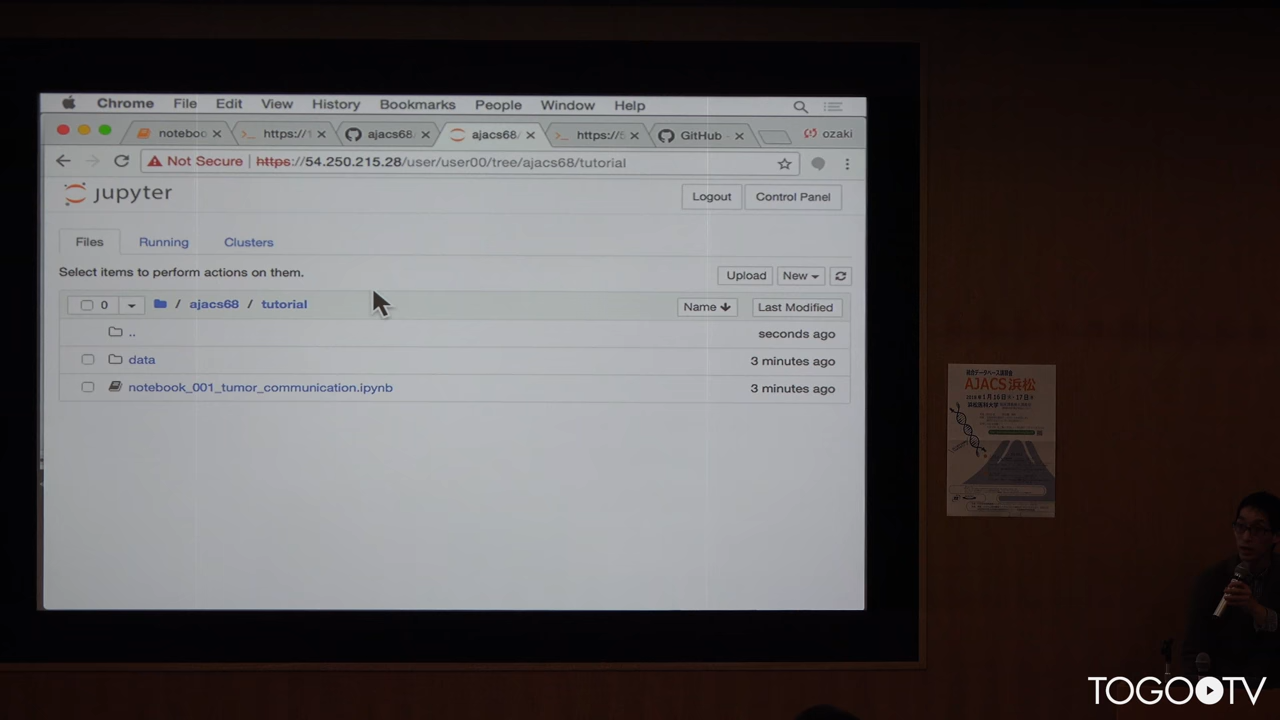 Chrome File Edit View History Bookmarks People Window Help
noteboo https://1 ajacs68 ajacs68/ https://5 GitHub ozaki
Not Secure https://54.250.215.28/user/user00/tree/ajacs68/tutorial
jupyter Logout Control Panel
Files Running Clusters
Select items to perform actions on them. Upload New
0 / ajacs68 / tutorial Name Last Modified
.. seconds ago
data 3 minutes ago
notebook_001_tumor_communication.ipynb 3 minutes ago
AJACS浜松
TOGOTV